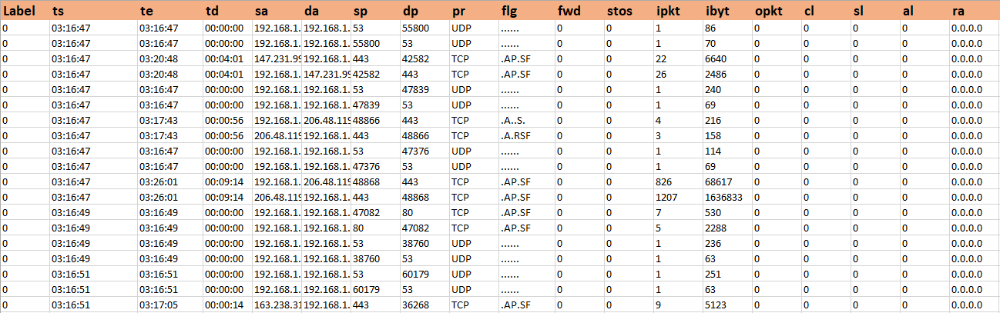 Label ts te td sa da sp dp pr flg fwd stos ipkt ibyt opkt cl sl al ra
0 03:16:47 03:16:47 00:00:00 192.168.1. 192.168.1. 53 55800 UDP ...... 0 0 1 86 0 0 0 0 0.0.0.0
0 03:16:47 03:16:47 00:00:00 192.168.1. 192.168.1. 55800 53 UDP ...... 0 0 1 70 0 0 0 0 0.0.0.0
0 03:16:47 03:20:48 00:04:01 147.231.99 192.168.1. 443 42582 TCP .AP.SF 0 0 22 6640 0 0 0 0 0.0.0.0
0 03:16:47 03:20:48 00:04:01 192.168.1. 147.231.99 42582 443 TCP .AP.SF 0 0 26 2486 0 0 0 0 0.0.0.0
0 03:16:47 03:16:47 00:00:00 192.168.1. 192.168.1. 53 47839 UDP ...... 0 0 1 240 0 0 0 0 0.0.0.0
0 03:16:47 03:16:47 00:00:00 192.168.1. 192.168.1. 47839 53 UDP ...... 0 0 1 69 0 0 0 0 0.0.0.0
0 03:16:47 03:17:43 00:00:56 192.168.1. 206.48.119 48866 443 TCP .A..S. 0 0 4 216 0 0 0 0 0.0.0.0
0 03:16:47 03:17:43 00:00:56 206.48.119 192.168.1. 443 48866 TCP .A.RSF 0 0 3 158 0 0 0 0 0.0.0.0
0 03:16:47 03:16:47 00:00:00 192.168.1. 192.168.1. 53 47376 UDP ...... 0 0 1 114 0 0 0 0 0.0.0.0
0 03:16:47 03:16:47 00:00:00 192.168.1. 192.168.1. 47376 53 UDP ...... 0 0 1 69 0 0 0 0 0.0.0.0
0 03:16:47 03:26:01 00:09:14 192.168.1. 206.48.119 48868 443 TCP .AP.SF 0 0 826 68617 0 0 0 0 0.0.0.0
0 03:16:47 03:26:01 00:09:14 206.48.119 192.168.1. 443 48868 TCP .AP.SF 0 0 1207 1636833 0 0 0 0 0.0.0.0
0 03:16:49 03:16:49 00:00:00 192.168.1. 192.168.1. 47082 80 TCP .AP.SF 0 0 7 530 0 0 0 0 0.0.0.0
0 03:16:49 03:16:49 00:00:00 192.168.1. 192.168.1. 80 47082 TCP .AP.SF 0 0 5 2288 0 0 0 0 0.0.0.0
0 03:16:49 03:16:49 00:00:00 192.168.1. 192.168.1. 53 38760 UDP ...... 0 0 1 236 0 0 0 0 0.0.0.0
0 03:16:49 03:16:49 00:00:00 192.168.1. 192.168.1. 38760 53 UDP ...... 0 0 1 63 0 0 0 0 0.0.0.0
0 03:16:51 03:16:51 00:00:00 192.168.1. 192.168.1. 53 60179 UDP ...... 0 0 1 251 0 0 0 0 0.0.0.0
0 03:16:51 03:16:51 00:00:00 192.168.1. 192.168.1. 60179 53 UDP ...... 0 0 1 63 0 0 0 0 0.0.0.0
0 03:16:51 03:17:05 00:00:14 163.238.31 192.168.1. 443 36268 TCP .AP.SF 0 0 9 5123 0 0 0 0 0.0.0.0